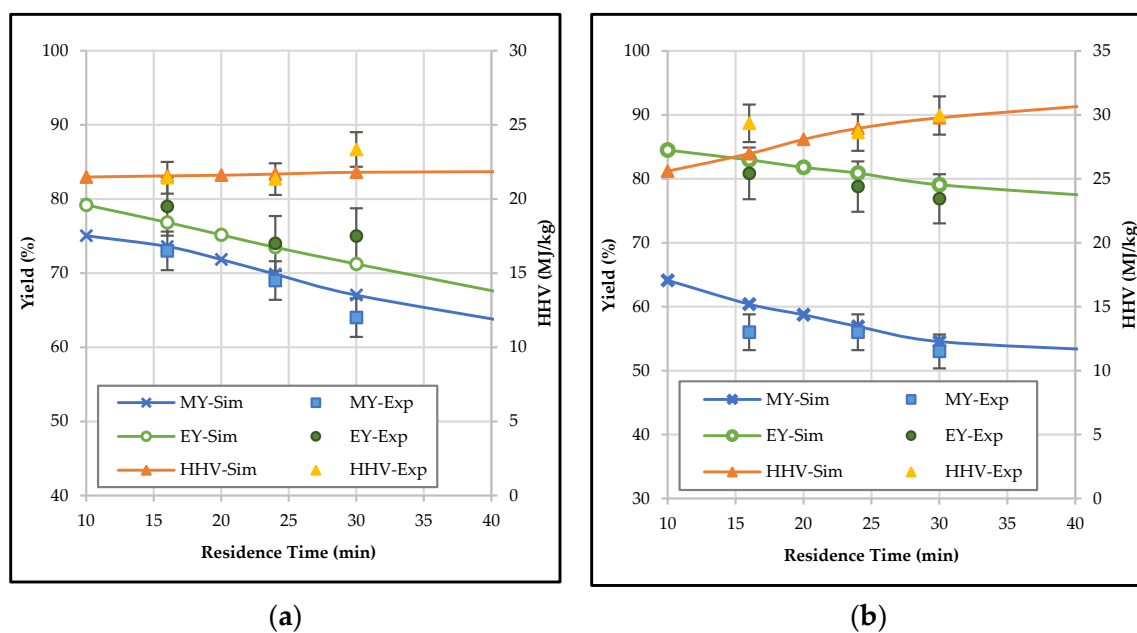 100
90
80
70
60
50
40
30
25
20
15
10
5
0
Yield (%)
HHV (MJ/kg)
MY-Sim
MY-Exp
EY-Sim
EY-Exp
HHV-Sim
HHV-Exp
10 15 20 25 30 35 40
Residence Time (min)
(a)
100
90
80
70
60
50
40
30
35
30
25
20
15
10
5
0
Yield (%)
HHV (MJ/kg)
MY-Sim
MY-Exp
EY-Sim
EY-Exp
HHV-Sim
HHV-Exp
10 15 20 25 30 35 40
Residence Time (min)
(b)